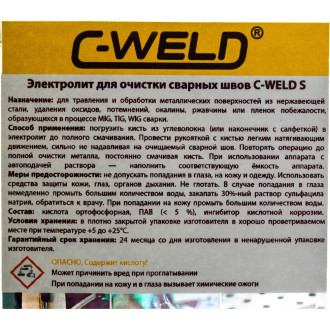 C-WELD®
Электролит для очистки сварных швов C-WELD S
Назначение: для травления и обработки металлических поверхностей из нержавеющей
стали, удаления оксидов, потемнений, окалины, ржавчины или пленок побежалости,
образующихся в процессе MIG, TIG, WIG сварки.
Способ применения: погрузить кисть из углеволокна (или наконечник с салфеткой) в
электролит до полного смачивания. Провести рукояткой с кистью легким натягивающим
движением, сильно не надавливая на очищаемый сварной шов. Повторять операцию до
полной очистки металла, постоянно смачивая кисть. При использовании аппарата с
автоподачей раствора — наполнить соответствующую ёмкость аппарата.
Меры предосторожности: не допускать попадания в глаза, на кожу и одежду. Использовать
средства защиты кожи, глаз, органов дыхания. Не глотать. В случае попадания в глаза
немедленно промыть большим количеством воды, закапать 30%-ный раствор сульфацила
натрия, обратиться к врачу. При попадании на кожу промыть большим количеством воды.
Состав: кислота ортофосфорная, ПАВ (< 5 %), ингибитор кислотной коррозии.
Условия хранения: в плотно закрытой упаковке изготовителя в хорошо проветриваемом
месте при температуре +5 до +25°С.
Гарантийный срок хранения: 24 месяца со дня изготовления в ненарушенной упаковке
изготовителя.
ОПАСНО. Содержит кислоту!
Может причинить вред при проглатывании
При попадании на кожу и в глаза вызывает химические ожоги